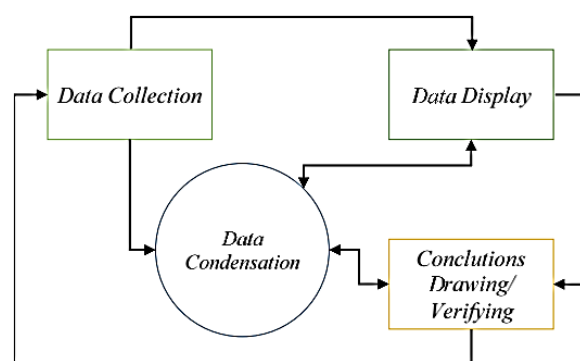 Data Collection
Data Display
Data
Condensation
Conclutions
Drawing/
Verifying